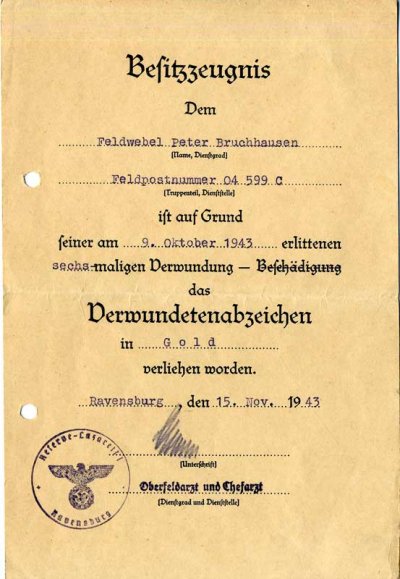 Besitzzeugnis
Dem
Feldwebel Peter Bruchhausen
(Name, Dienstgrad)
Feldpostnummer 04 599 C
(Truppenteil, Dienststelle)
ist auf Grund
seiner am 9. Oktober 1943 erlittenen
sechs-maligen Verwundung – Beschädigung
das
Verwundetenabzeichen
in Gold
verliehen worden.
Ravensburg, den 15. Nov. 1943
(Unterschrift)
Oberfeldarzt und Chefarzt
(Dienstgrad und Dienststelle)
Reserve-Lazarett
Ravensburg